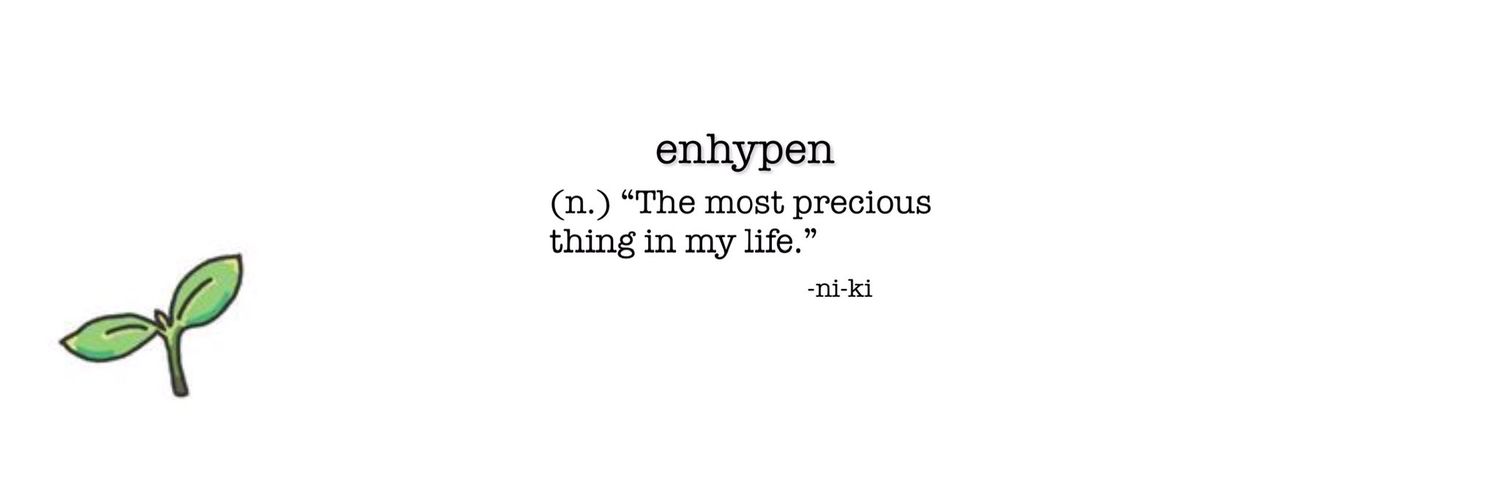 enhypen
(n.) “The most precious
thing in my life.”
-ni-ki